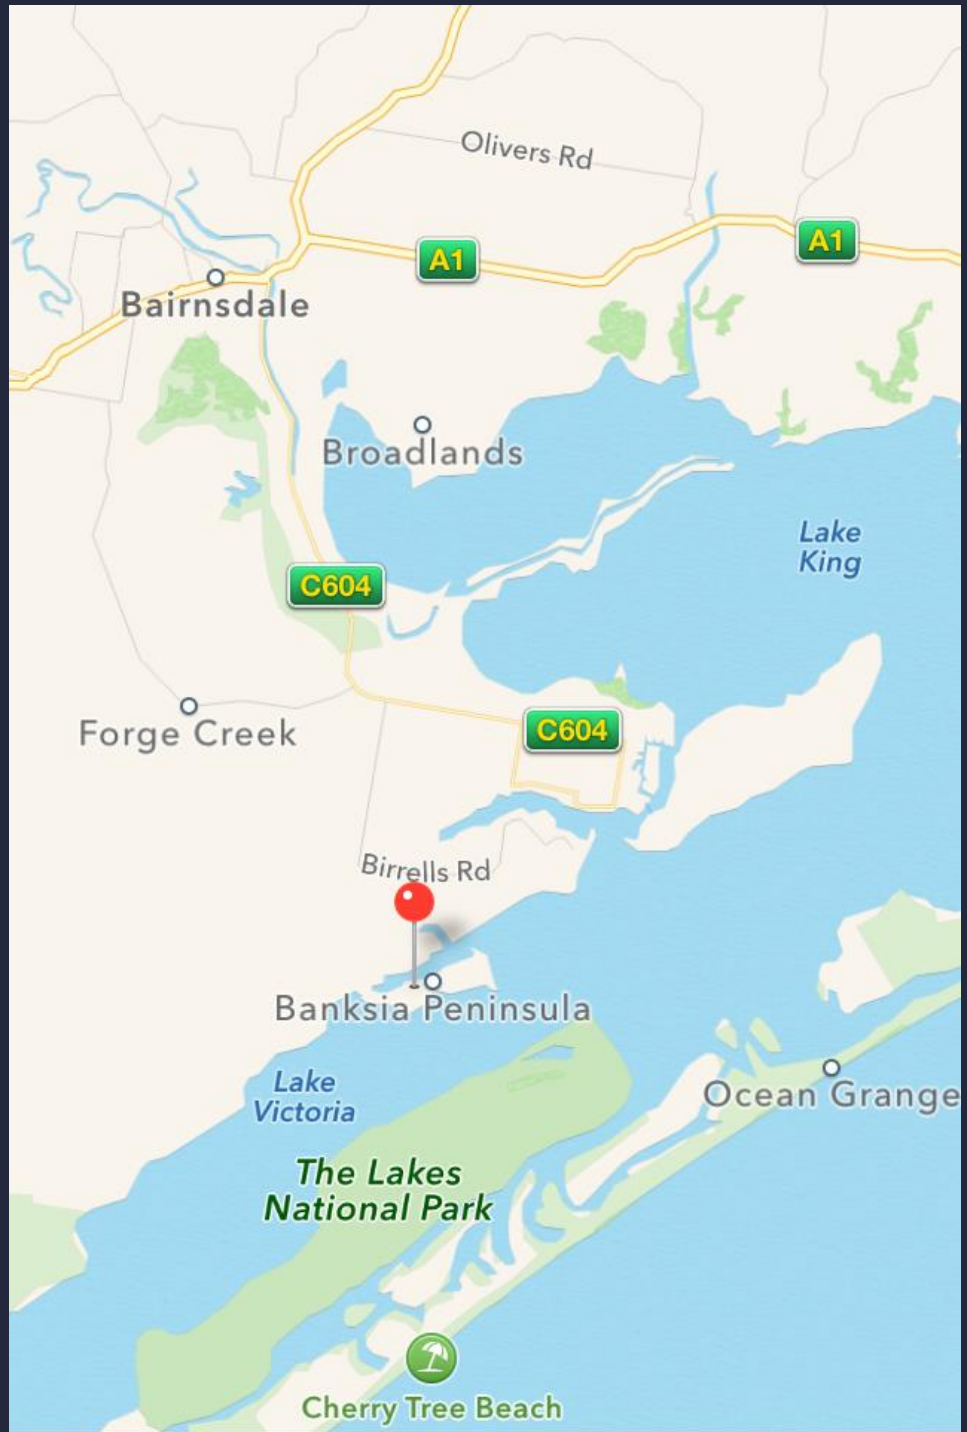 Olivers Rd
A1
A1
Bairnsdale
Broadlands
Lake
King
C604
Forge Creek
C604
Birrells Rd
Banksia Peninsula
Lake
Victoria
Ocean Grange
The Lakes
National Park
Cherry Tree Beach